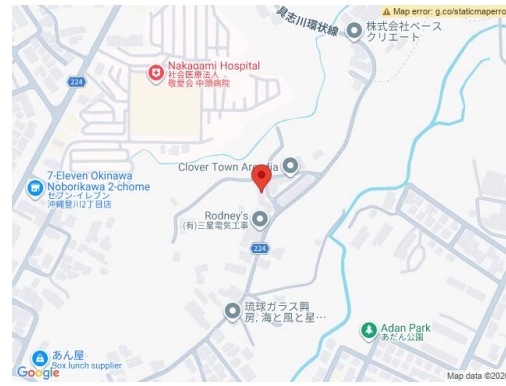 Map error: g.co/staticmaperro
具志川環状線
株式会社ベース
クリエート
Nakagami Hospital
社会医療法人
敬愛会 中頭病院
224
Clover Town Arcadia
7-Eleven Okinawa
Noborikawa 2-chome
セブン-イレブン
沖縄登川2丁目店
Rodney's
(有)三星電気工事
224
琉球ガラス興
房, 海と風と星…
Adan Park
あだん公園
あん屋
Box lunch supplier
Google
Map data ©2026